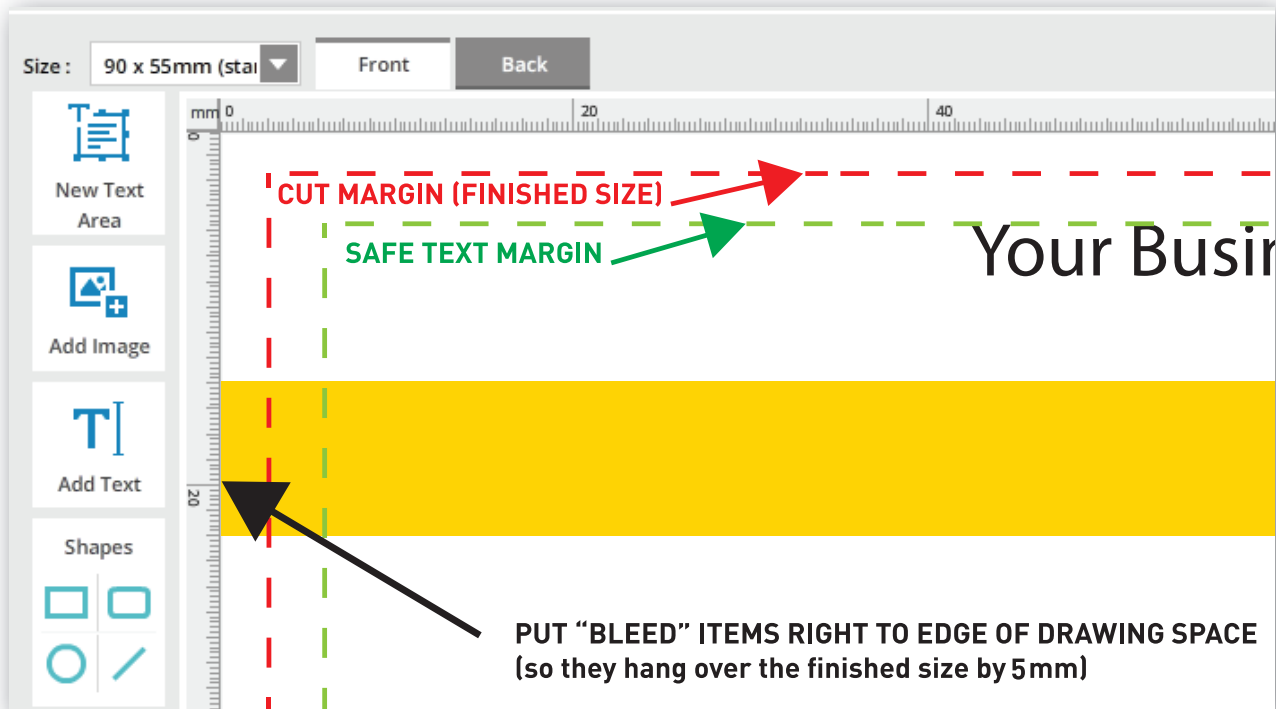 Size :
90 x 55mm (sta
Front
Back
mm
0
20
40
0
New Text
Area
CUT MARGIN (FINISHED SIZE)
SAFE TEXT MARGIN
Your Busin
Add Image
Add Text
20
Shapes
PUT “BLEED” ITEMS RIGHT TO EDGE OF DRAWING SPACE
(so they hang over the finished size by 5mm)